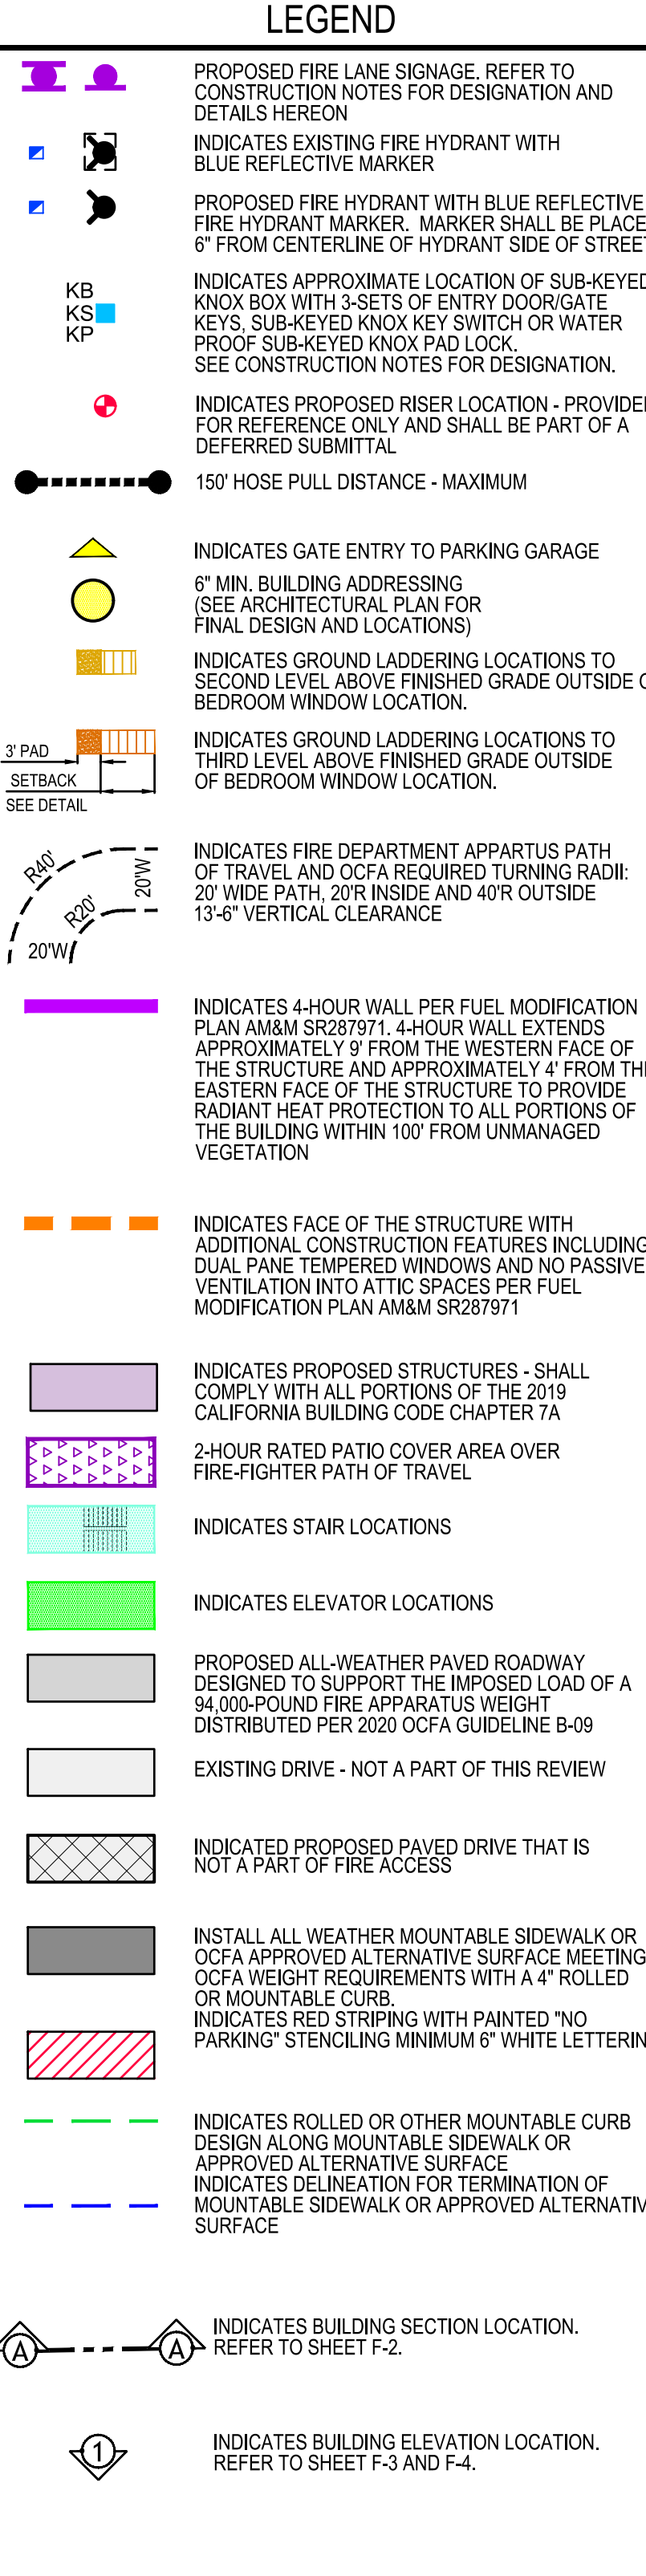 LEGEND
PROPOSED FIRE LANE SIGNAGE. REFER TO
CONSTRUCTION NOTES FOR DESIGNATION AND
DETAILS HEREON
INDICATES EXISTING FIRE HYDRANT WITH
BLUE REFLECTIVE MARKER
PROPOSED FIRE HYDRANT WITH BLUE REFLECTIVE
FIRE HYDRANT MARKER. MARKER SHALL BE PLACE
6" FROM CENTERLINE OF HYDRANT SIDE OF STREET
KB
KS
KP
INDICATES APPROXIMATE LOCATION OF SUB-KEYED
KNOX BOX WITH 3-SETS OF ENTRY DOOR/GATE
KEYS, SUB-KEYED KNOX KEY SWITCH OR WATER
PROOF SUB-KEYED KNOX PAD LOCK.
SEE CONSTRUCTION NOTES FOR DESIGNATION.
INDICATES PROPOSED RISER LOCATION - PROVIDED
FOR REFERENCE ONLY AND SHALL BE PART OF A
DEFERRED SUBMITTAL
150' HOSE PULL DISTANCE - MAXIMUM
INDICATES GATE ENTRY TO PARKING GARAGE
6" MIN. BUILDING ADDRESSING
(SEE ARCHITECTURAL PLAN FOR
FINAL DESIGN AND LOCATIONS)
INDICATES GROUND LADDERING LOCATIONS TO
SECOND LEVEL ABOVE FINISHED GRADE OUTSIDE
BEDROOM WINDOW LOCATION.
3' PAD
SETBACK
SEE DETAIL
INDICATES GROUND LADDERING LOCATIONS TO
THIRD LEVEL ABOVE FINISHED GRADE OUTSIDE
OF BEDROOM WINDOW LOCATION.
R40'
20'W
R20'
20'W
INDICATES FIRE DEPARTMENT APPARTUS PATH
OF TRAVEL AND OCFA REQUIRED TURNING RADII:
20' WIDE PATH, 20'R INSIDE AND 40'R OUTSIDE
13'-6" VERTICAL CLEARANCE
INDICATES 4-HOUR WALL PER FUEL MODIFICATION
PLAN AM&M SR287971. 4-HOUR WALL EXTENDS
APPROXIMATELY 9' FROM THE WESTERN FACE OF
THE STRUCTURE AND APPROXIMATELY 4' FROM THE
EASTERN FACE OF THE STRUCTURE TO PROVIDE
RADIANT HEAT PROTECTION TO ALL PORTIONS OF
THE BUILDING WITHIN 100' FROM UNMANAGED
VEGETATION
INDICATES FACE OF THE STRUCTURE WITH
ADDITIONAL CONSTRUCTION FEATURES INCLUDING
DUAL PANE TEMPERED WINDOWS AND NO PASSIVE
VENTILATION INTO ATTIC SPACES PER FUEL
MODIFICATION PLAN AM&M SR287971
INDICATES PROPOSED STRUCTURES - SHALL
COMPLY WITH ALL PORTIONS OF THE 2019
CALIFORNIA BUILDING CODE CHAPTER 7A
2-HOUR RATED PATIO COVER AREA OVER
FIRE-FIGHTER PATH OF TRAVEL
INDICATES STAIR LOCATIONS
INDICATES ELEVATOR LOCATIONS
PROPOSED ALL-WEATHER PAVED ROADWAY
DESIGNED TO SUPPORT THE IMPOSED LOAD OF A
94,000-POUND FIRE APPARATUS WEIGHT
DISTRIBUTED PER 2020 OCFA GUIDELINE B-09
EXISTING DRIVE - NOT A PART OF THIS REVIEW
INDICATED PROPOSED PAVED DRIVE THAT IS
NOT A PART OF FIRE ACCESS
INSTALL ALL WEATHER MOUNTABLE SIDEWALK OR
OCFA APPROVED ALTERNATIVE SURFACE MEETING
OCFA WEIGHT REQUIREMENTS WITH A 4" ROLLED
OR MOUNTABLE CURB.
INDICATES RED STRIPING WITH PAINTED "NO
PARKING" STENCILING MINIMUM 6" WHITE LETTERIN
INDICATES ROLLED OR OTHER MOUNTABLE CURB
DESIGN ALONG MOUNTABLE SIDEWALK OR
APPROVED ALTERNATIVE SURFACE
INDICATES DELINEATION FOR TERMINATION OF
MOUNTABLE SIDEWALK OR APPROVED ALTERNATIV
SURFACE
A
A
INDICATES BUILDING SECTION LOCATION.
REFER TO SHEET F-2.
1
INDICATES BUILDING ELEVATION LOCATION.
REFER TO SHEET F-3 AND F-4.